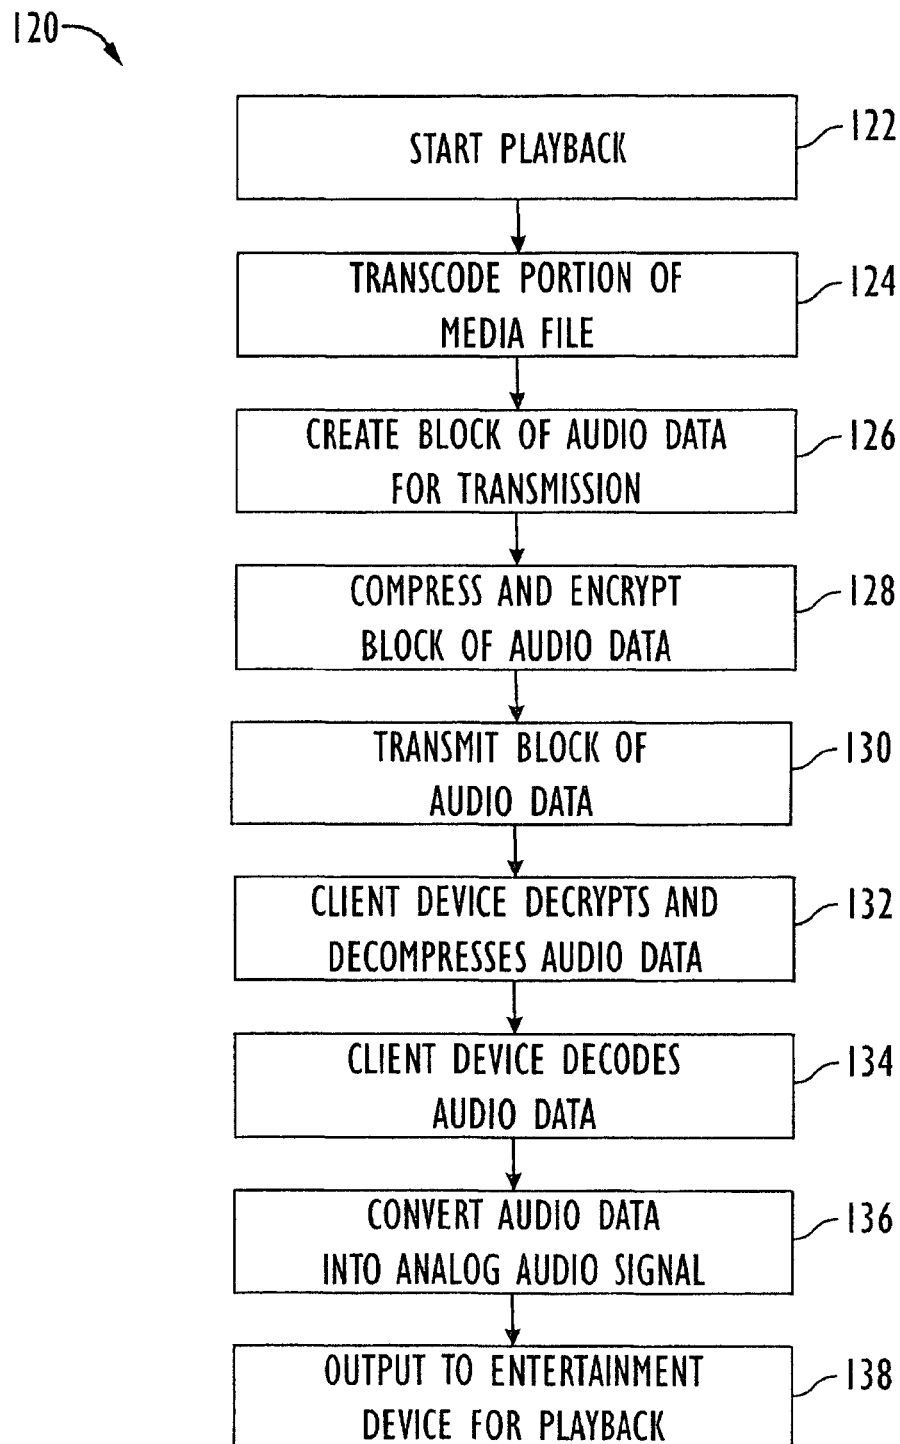 120
START PLAYBACK
122
TRANSCODE PORTION OF
MEDIA FILE
124
CREATE BLOCK OF AUDIO DATA
FOR TRANSMISSION
126
COMPRESS AND ENCRYPT
BLOCK OF AUDIO DATA
128
TRANSMIT BLOCK OF
AUDIO DATA
130
CLIENT DEVICE DECRYPTS AND
DECOMPRESSES AUDIO DATA
132
CLIENT DEVICE DECODES
AUDIO DATA
134
CONVERT AUDIO DATA
INTO ANALOG AUDIO SIGNAL
136
OUTPUT TO ENTERTAINMENT
DEVICE FOR PLAYBACK
138